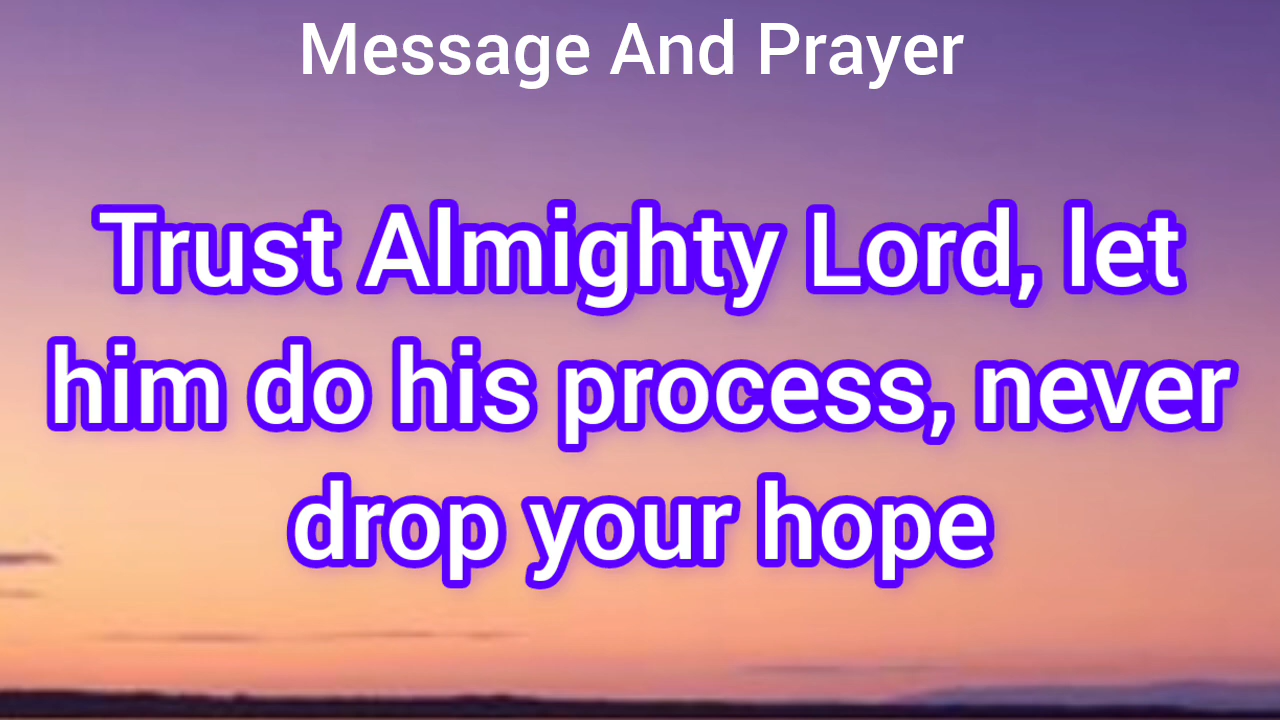 Message And Prayer
Trust Almighty Lord, let
him do his process, never
drop your hope